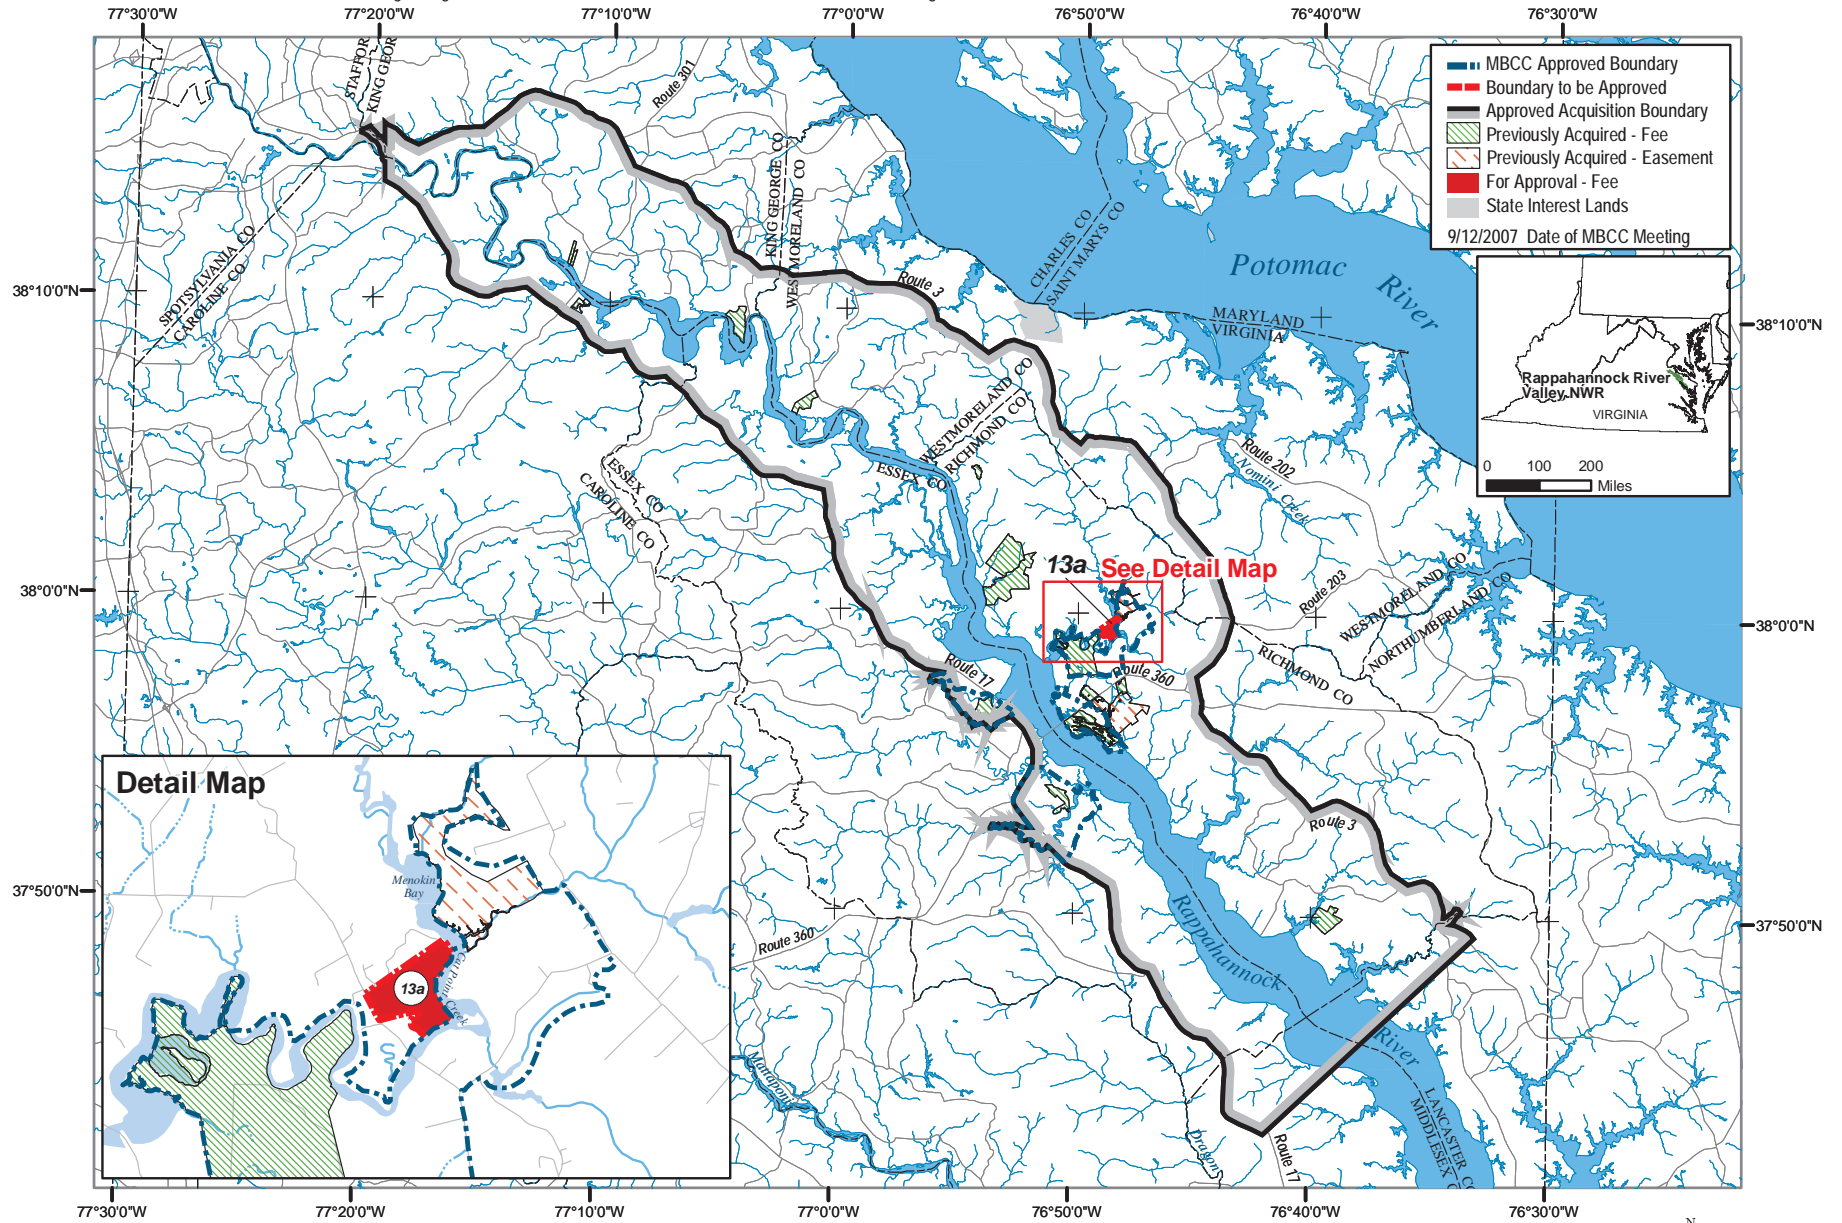 77°30'0"W 77°20'0"W 77°10'0"W 77°0'0"W 76°50'0"W 76°40'0"W 76°30'0"W
MBCC Approved Boundary
Boundary to be Approved
Approved Acquisition Boundary
Previously Acquired - Fee
Previously Acquired - Easement
For Approval - Fee
State Interest Lands
9/12/2007 Date of MBCC Meeting
STAFFORD
KING GEOR
Route 301
KING GEORGE CO
WESTMORELAND CO
CHARLES CO
SAINT MARYS CO
Potomac
River
MARYLAND
VIRGINIA
SPOTSYLVANIA CO
CAROLINE CO
38°10'0"N
38°10'0"N
Route 3
Rappahannock River
Valley NWR
VIRGINIA
0 100 200
Miles
WESTMORELAND CO
RICHMOND CO
ESSEX CO
ESSEX CO
CAROLINE CO
Route 202
Nomini Creek
13a
See Detail Map
Route 203
WESTMORELAND CO
NORTHUMBERLAND CO
38°0'0"N
38°0'0"N
RICHMOND CO
Route 17
Route 360
Route 3
Detail Map
Menokin
Bay
13a
Cat Point Creek
37°50'0"N
37°50'0"N
Route 360
Rappahannock
River
Mattaponi
Dragon
Route 17
LANCASTER CO
MIDDLESEX C
77°30'0"W 77°20'0"W 77°10'0"W 77°0'0"W 76°50'0"W 76°40'0"W 76°30'0"W
N